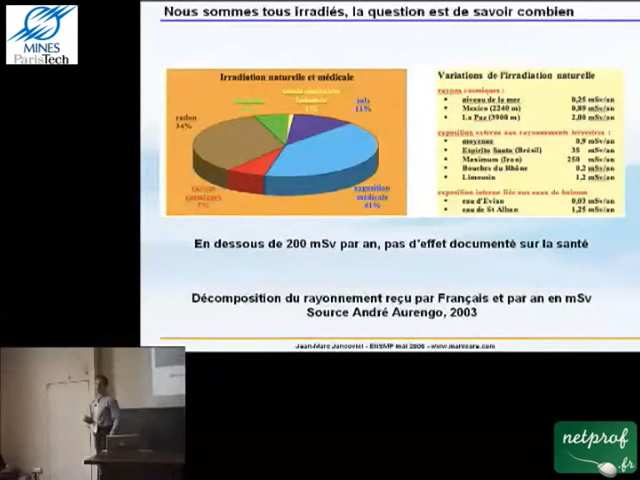 Nous sommes tous irradiés, la question est de savoir combien
MINES
ParisTech
Irradiation naturelle et médicale
radon
34%
sols
11%
rayons cosmiques
7%
exposition médicale
41%
Variations de l'irradiation naturelle
rayons cosmiques :
niveau de la mer 0,25 mSv/an
Mexico (2240 m) 0,80 mSv/an
La Paz (3900 m) 2,00 mSv/an
exposition externe aux rayonnements terrestres :
moyenne 0,9 mSv/an
Espirito Santo (Brésil) 35 mSv/an
Maximum (Iran) 250 mSv/an
Bouches du Rhône 0,2 mSv/an
Limousin 1,2 mSv/an
exposition interne liée aux eaux de boisson
eau d'Evian 0,03 mSv/an
eau de St Alban 1,25 mSv/an
En dessous de 200 mSv par an, pas d'effet documenté sur la santé
Décomposition du rayonnement reçu par Français et par an en mSv
Source André Aurengo, 2003
Jean-Marc Jancovici - ENSMP mai 2008 - www.manicore.com
netprof
.fr